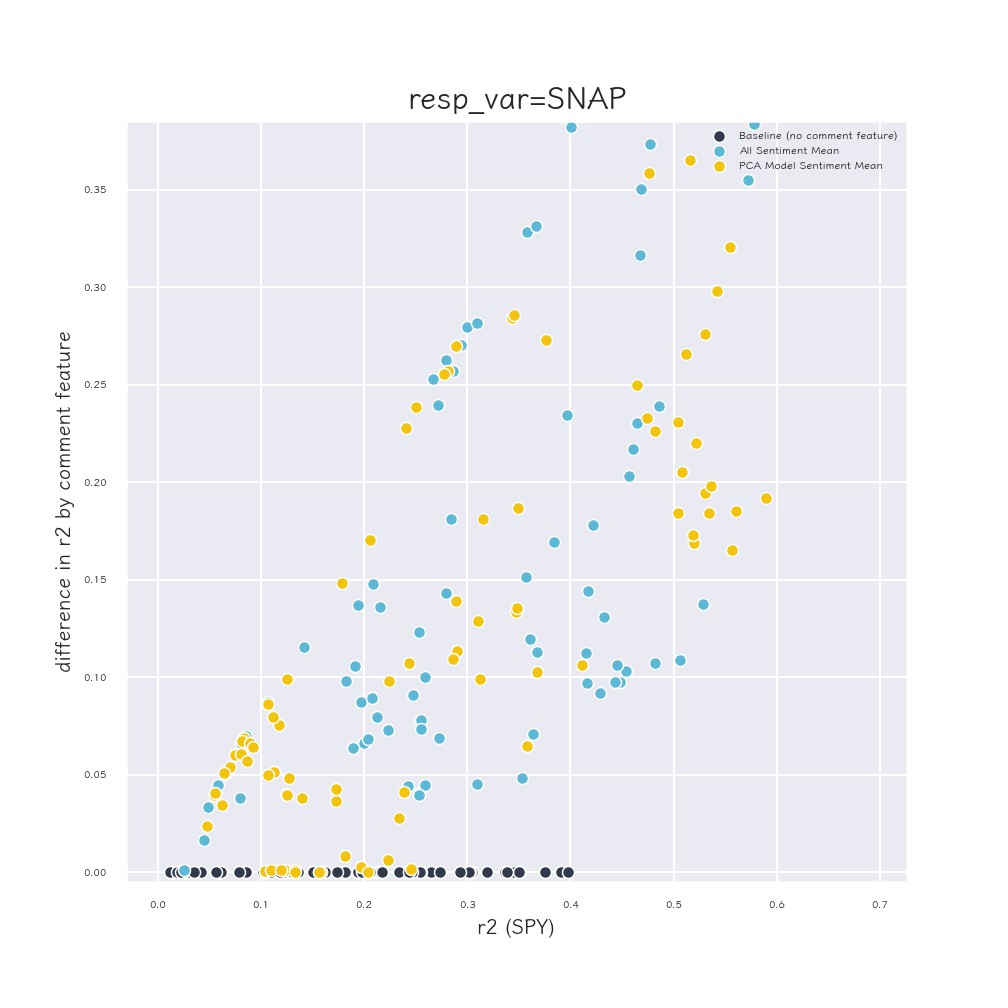 resp_var=SNAP
Baseline (no comment feature)
All Sentiment Mean
PCA Model Sentiment Mean
difference in r2 by comment feature
0.35
0.30
0.25
0.20
0.15
0.10
0.05
0.00
0.0 0.1 0.2 0.3 0.4 0.5 0.6 0.7
r2 (SPY)